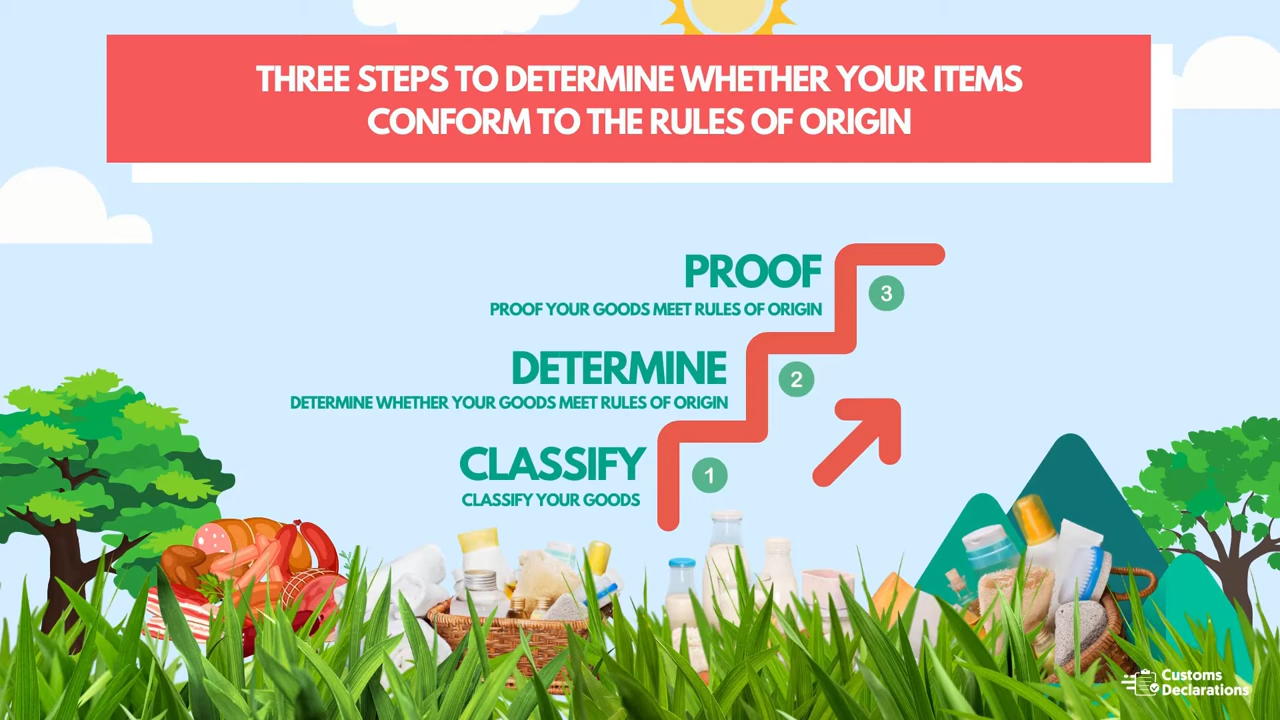 THREE STEPS TO DETERMINE WHETHER YOUR ITEMS
CONFORM TO THE RULES OF ORIGIN
PROOF
3
PROOF YOUR GOODS MEET RULES OF ORIGIN
DETERMINE
2
DETERMINE WHETHER YOUR GOODS MEET RULES OF ORIGIN
CLASSIFY
1
CLASSIFY YOUR GOODS
Customs
Declarations